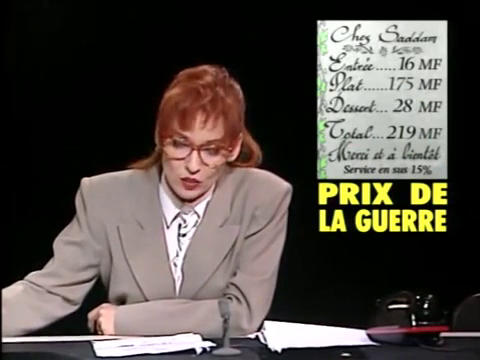 Chez Saddam
Entrée.....16 MF
Plat......175 MF
Dessert... 28 MF
Total...219 MF
Merci et à bientôt
Service en sus 15%
PRIX DE
LA GUERRE